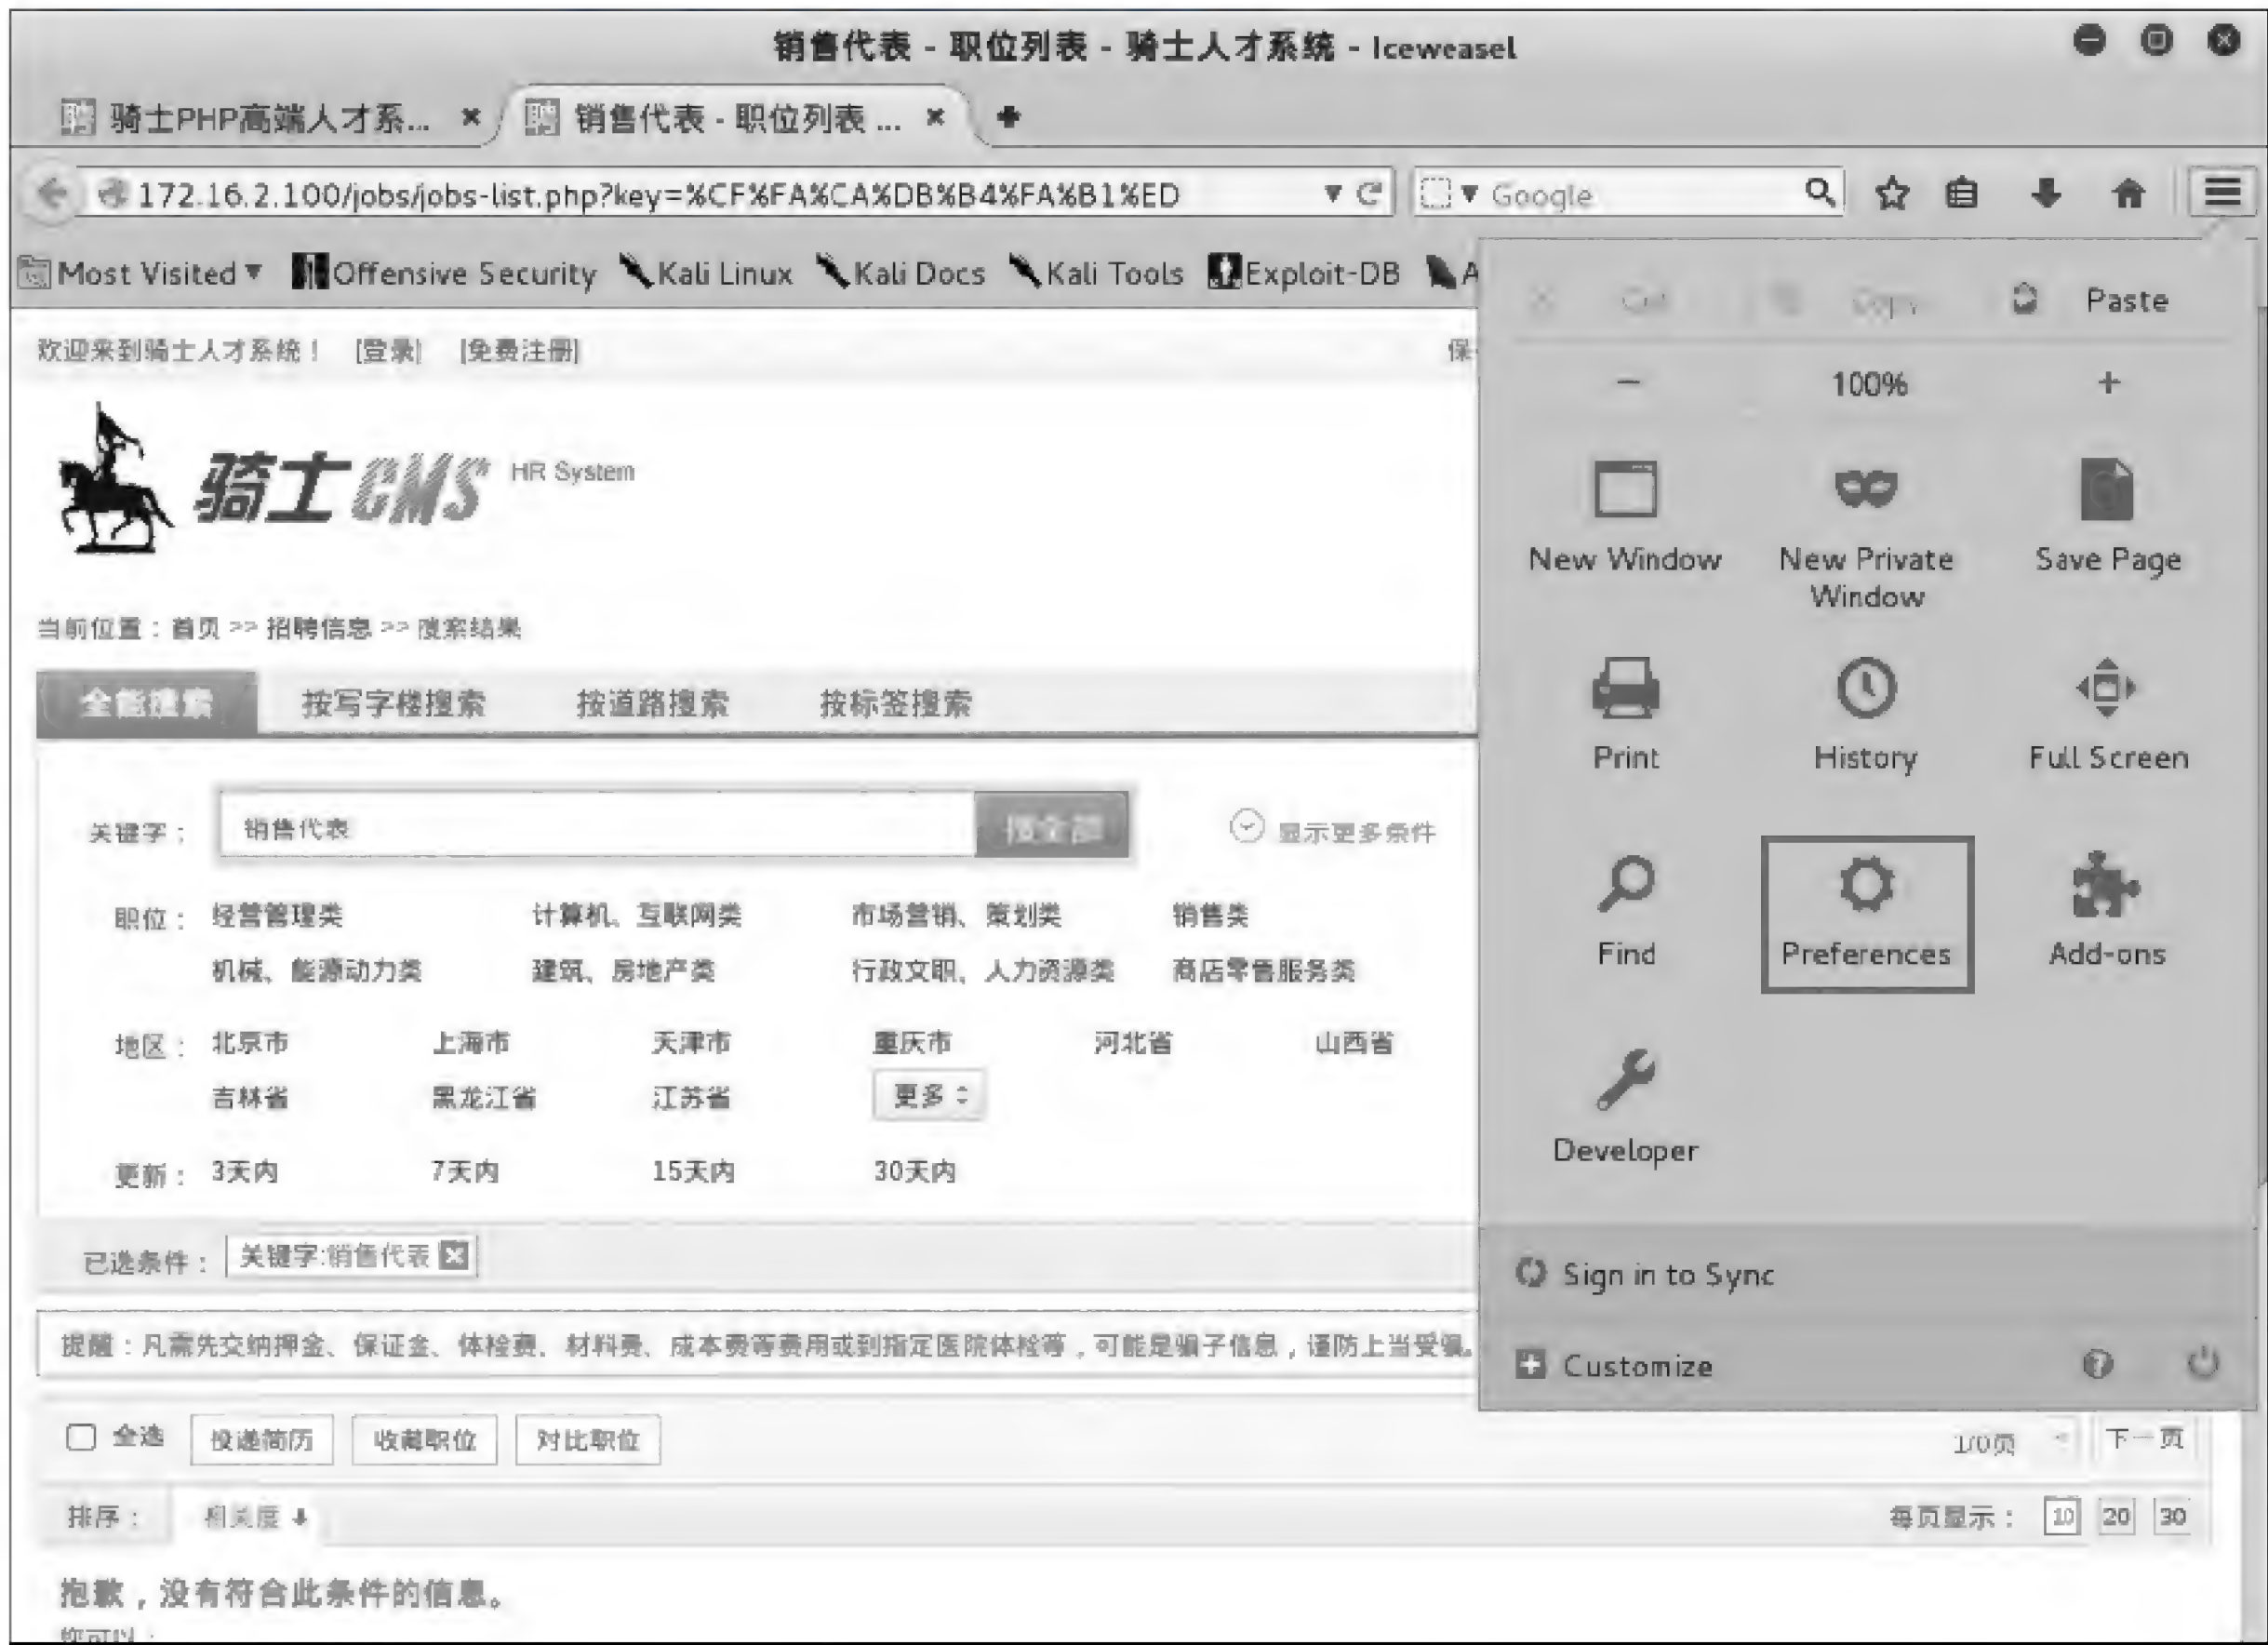 销售代表 - 职位列表 - 骑士人才系统 - Iceweasel
骑士PHP高端人才系... 销售代表 - 职位列表 ...
172.16.2.100/jobs/jobs-list.php?key=%CF%FA%CA%DB%B4%FA%B1%ED Google
Most Visited Offensive Security Kali Linux Kali Docs Kali Tools Exploit-DB A
Cut Copy Paste
欢迎来到骑士人才系统！ [登录] [免费注册] 保
- 100% +
骑士CMS HR System
New Window New Private Window Save Page
当前位置：首页 >> 招聘信息 >> 搜索结果
全能搜索 按写字楼搜索 按道路搜索 按标签搜索
Print History Full Screen
关键字： 销售代表 搜全部 显示更多条件
职位： 经营管理类 计算机、互联网类 市场营销、策划类 销售类
机械、能源动力类 建筑、房地产类 行政文职、人力资源类 商店零售服务类
Find Preferences Add-ons
地区： 北京市 上海市 天津市 重庆市 河北省 山西省
吉林省 黑龙江省 江苏省 更多
Developer
更新： 3天内 7天内 15天内 30天内
已选条件： 关键字:销售代表
Sign in to Sync
提醒：凡需先交纳押金、保证金、体检费、材料费、成本费等费用或到指定医院体检等，可能是骗子信息，谨防上当受骗。
Customize
全选 投递简历 收藏职位 对比职位 1/0页 下一页
排序： 相关度 每页显示： 10 20 30
抱歉，没有符合此条件的信息。
您可以：